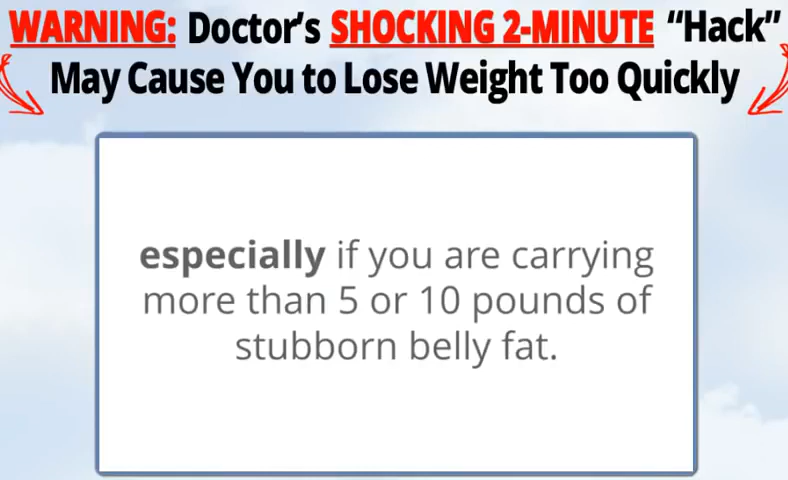 WARNING: Doctor's SHOCKING 2-MINUTE “Hack”
May Cause You to Lose Weight Too Quickly
especially if you are carrying
more than 5 or 10 pounds of
stubborn belly fat.